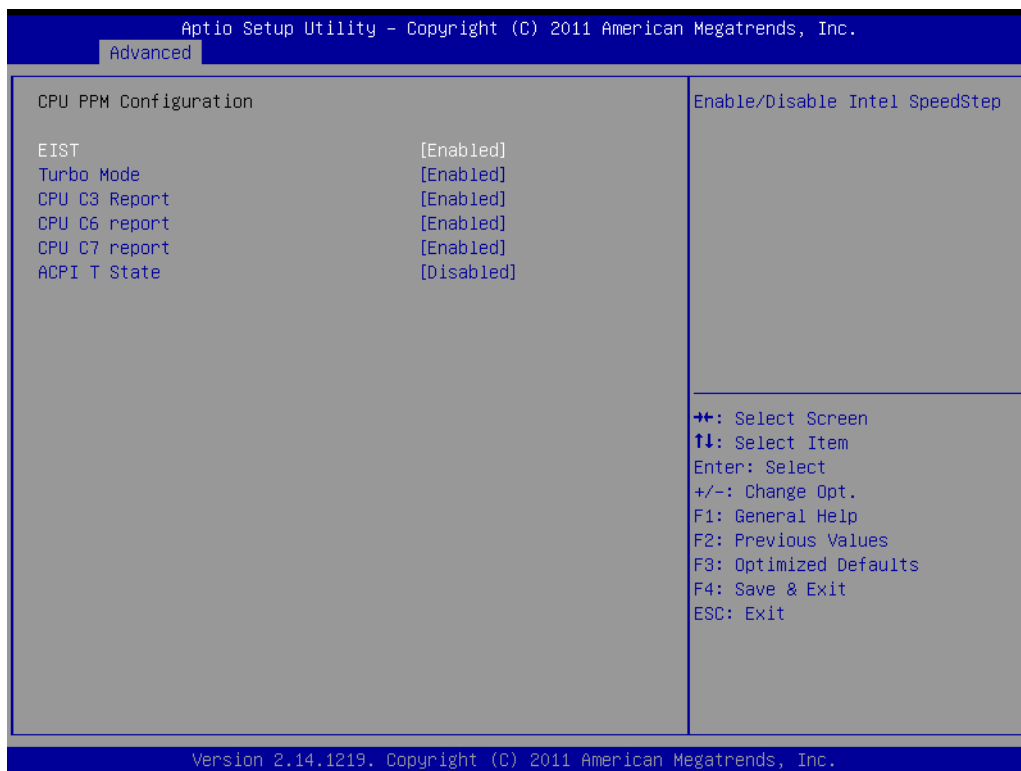 Aptio Setup Utility – Copyright (C) 2011 American Megatrends, Inc.
Advanced
CPU PPM Configuration
EIST [Enabled]
Turbo Mode [Enabled]
CPU C3 Report [Enabled]
CPU C6 report [Enabled]
CPU C7 report [Enabled]
ACPI T State [Disabled]
Enable/Disable Intel SpeedStep
→←: Select Screen
↑↓: Select Item
Enter: Select
+/-: Change Opt.
F1: General Help
F2: Previous Values
F3: Optimized Defaults
F4: Save & Exit
ESC: Exit
Version 2.14.1219. Copyright (C) 2011 American Megatrends, Inc.